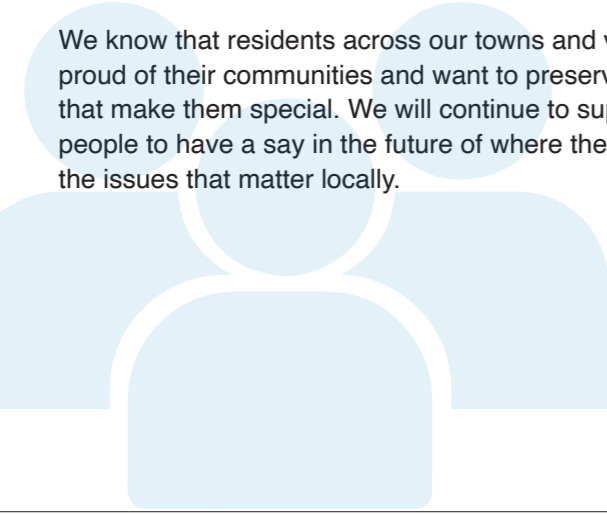 We know that residents across our towns and
proud of their communities and want to
that make them special. We will continue to
people to have a say in the future of where
the issues that matter locally.